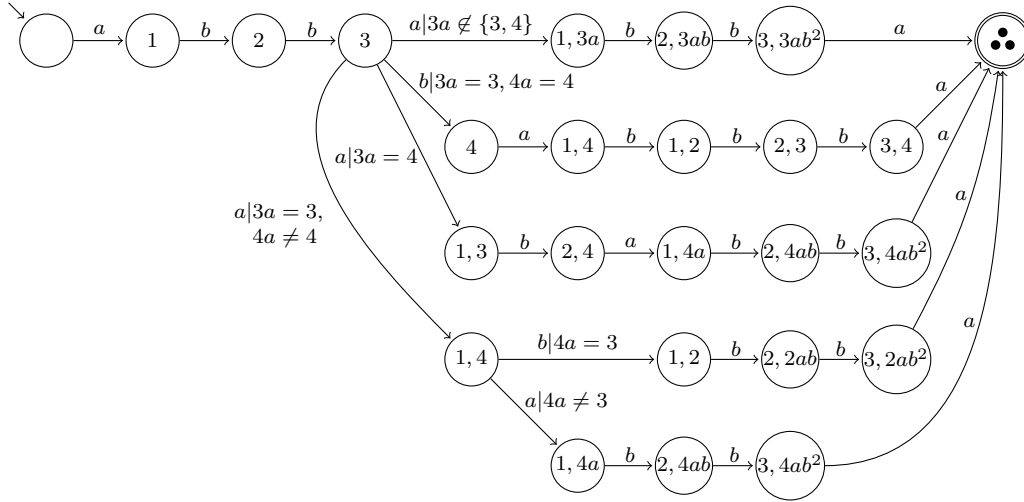 a b b a|3a ∉ {3, 4} b b a
1 2 3 1, 3a 2, 3ab 3, 3ab²
b|3a = 3, 4a = 4 a
a b b b a
4 1, 4 1, 2 2, 3 3, 4
a|3a = 4
a
a|3a = 3,
4a ≠ 4
b a b b
1, 3 2, 4 1, 4a 2, 4ab 3, 4ab²
a
b|4a = 3 b b
1, 4 1, 2 2, 2ab 3, 2ab²
a|4a ≠ 3
b b
1, 4a 2, 4ab 3, 4ab²